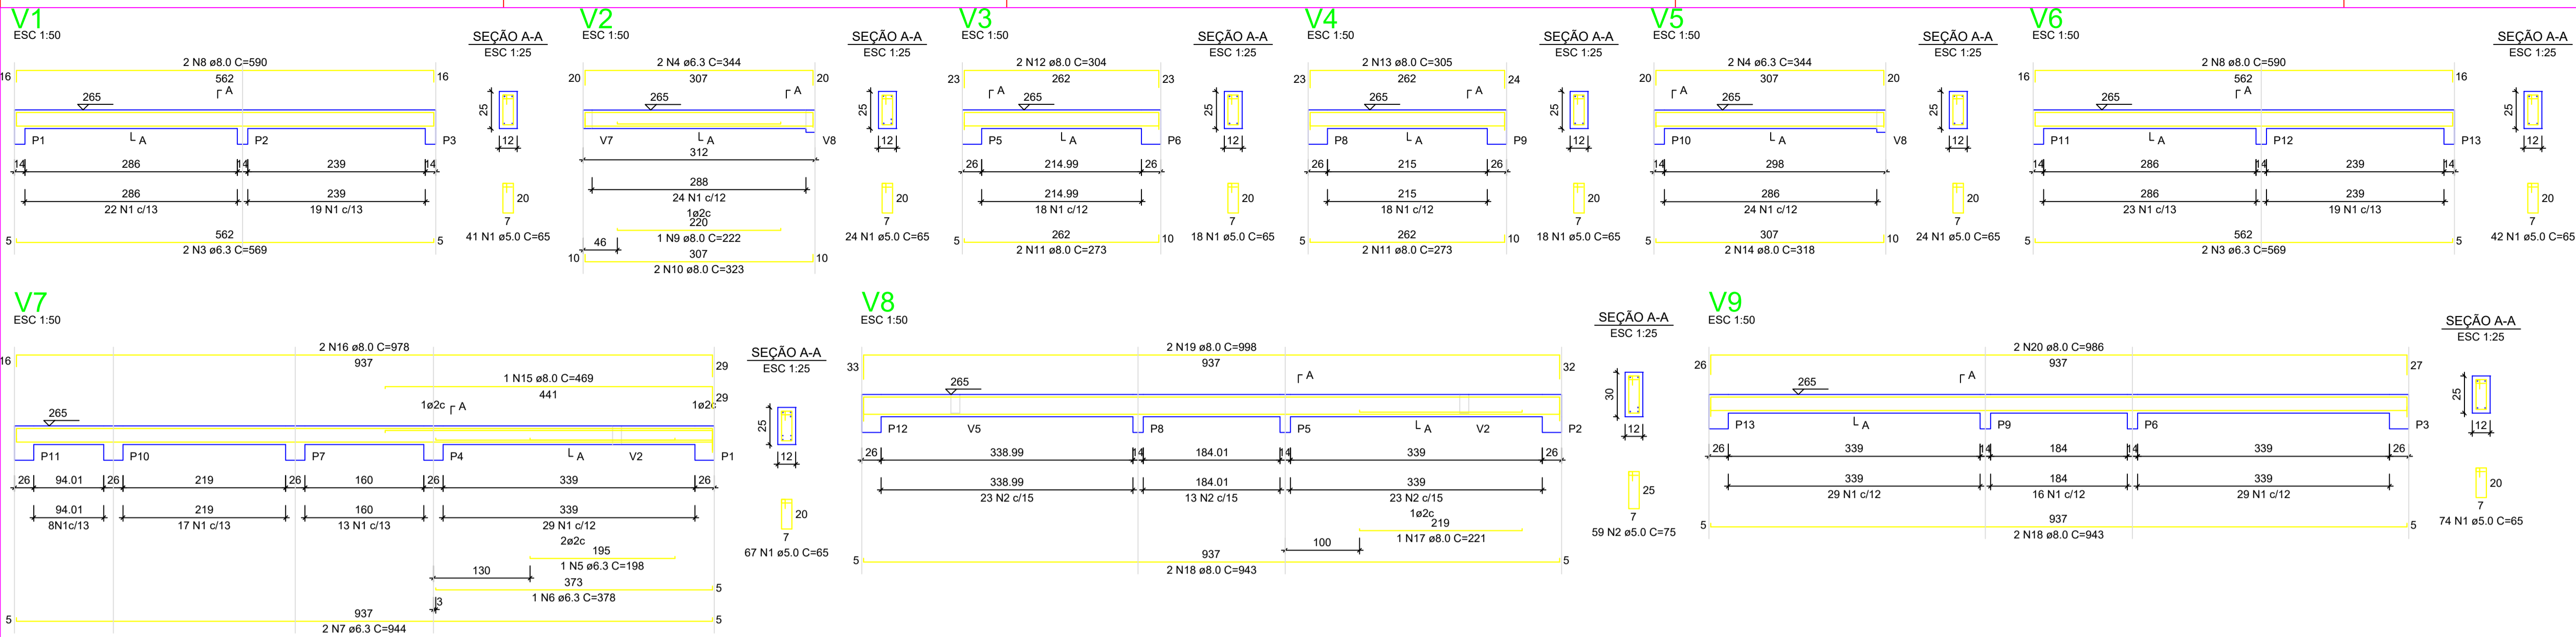 V1
ESC 1:50
SEÇÃO A-A
ESC 1:25
2 N8 ø8.0 C=590
16
562
16
A
265
25
P1
A
P2
P3
12
14
286
14
239
14
286
239
22 N1 c/13
19 N1 c/13
20
7
41 N1 ø5.0 C=65
562
5
5
2 N3 ø6.3 C=569
V2
ESC 1:50
SEÇÃO A-A
ESC 1:25
2 N4 ø6.3 C=344
20
307
20
A
265
25
V7
A
V8
12
312
288
24 N1 c/12
1ø2c
220
1 N9 ø8.0 C=222
46
20
7
24 N1 ø5.0 C=65
307
10
10
2 N10 ø8.0 C=323
V3
ESC 1:50
SEÇÃO A-A
ESC 1:25
2 N12 ø8.0 C=304
23
262
23
A
265
25
P5
A
P6
12
26
214.99
26
214.99
18 N1 c/12
20
7
18 N1 ø5.0 C=65
262
5
10
2 N11 ø8.0 C=273
V4
ESC 1:50
SEÇÃO A-A
ESC 1:25
2 N13 ø8.0 C=305
23
262
24
A
265
25
P8
A
P9
12
26
215
26
215
18 N1 c/12
20
7
18 N1 ø5.0 C=65
262
5
10
2 N11 ø8.0 C=273
V5
ESC 1:50
SEÇÃO A-A
ESC 1:25
2 N4 ø6.3 C=344
20
307
20
A
265
25
P10
A
V8
12
14
298
286
24 N1 c/12
20
7
24 N1 ø5.0 C=65
307
5
10
2 N14 ø8.0 C=318
V6
ESC 1:50
SEÇÃO A-A
ESC 1:25
2 N8 ø8.0 C=590
16
562
16
A
265
25
P11
A
P12
P13
12
14
286
14
239
14
286
239
23 N1 c/13
19 N1 c/13
20
7
42 N1 ø5.0 C=65
562
5
5
2 N3 ø6.3 C=569
V7
ESC 1:50
SEÇÃO A-A
ESC 1:25
2 N16 ø8.0 C=978
16
937
29
1 N15 ø8.0 C=469
441
29
1ø2c
A
1ø2c
265
25
P11
P10
P7
P4
A
V2
P1
12
26
94.01
26
219
26
160
26
339
26
94.01
219
160
339
8N1c/13
17 N1 c/13
13 N1 c/13
29 N1 c/12
20
7
67 N1 ø5.0 C=65
2ø2c
195
1 N5 ø6.3 C=198
130
373
5
1 N6 ø6.3 C=378
3
937
5
5
2 N7 ø6.3 C=944
V8
ESC 1:50
SEÇÃO A-A
ESC 1:25
2 N19 ø8.0 C=998
33
937
32
A
265
30
P12
V5
P8
P5
A
V2
P2
12
26
338.99
14
184.01
14
339
26
338.99
184.01
339
23 N2 c/15
13 N2 c/15
23 N2 c/15
25
7
59 N2 ø5.0 C=75
1ø2c
219
1 N17 ø8.0 C=221
100
937
5
5
2 N18 ø8.0 C=943
V9
ESC 1:50
SEÇÃO A-A
ESC 1:25
2 N20 ø8.0 C=986
26
937
27
A
265
25
P13
A
P9
P6
P3
12
26
339
14
184
14
339
26
339
184
339
29 N1 c/12
16 N1 c/12
29 N1 c/12
20
7
74 N1 ø5.0 C=65
937
5
5
2 N18 ø8.0 C=943